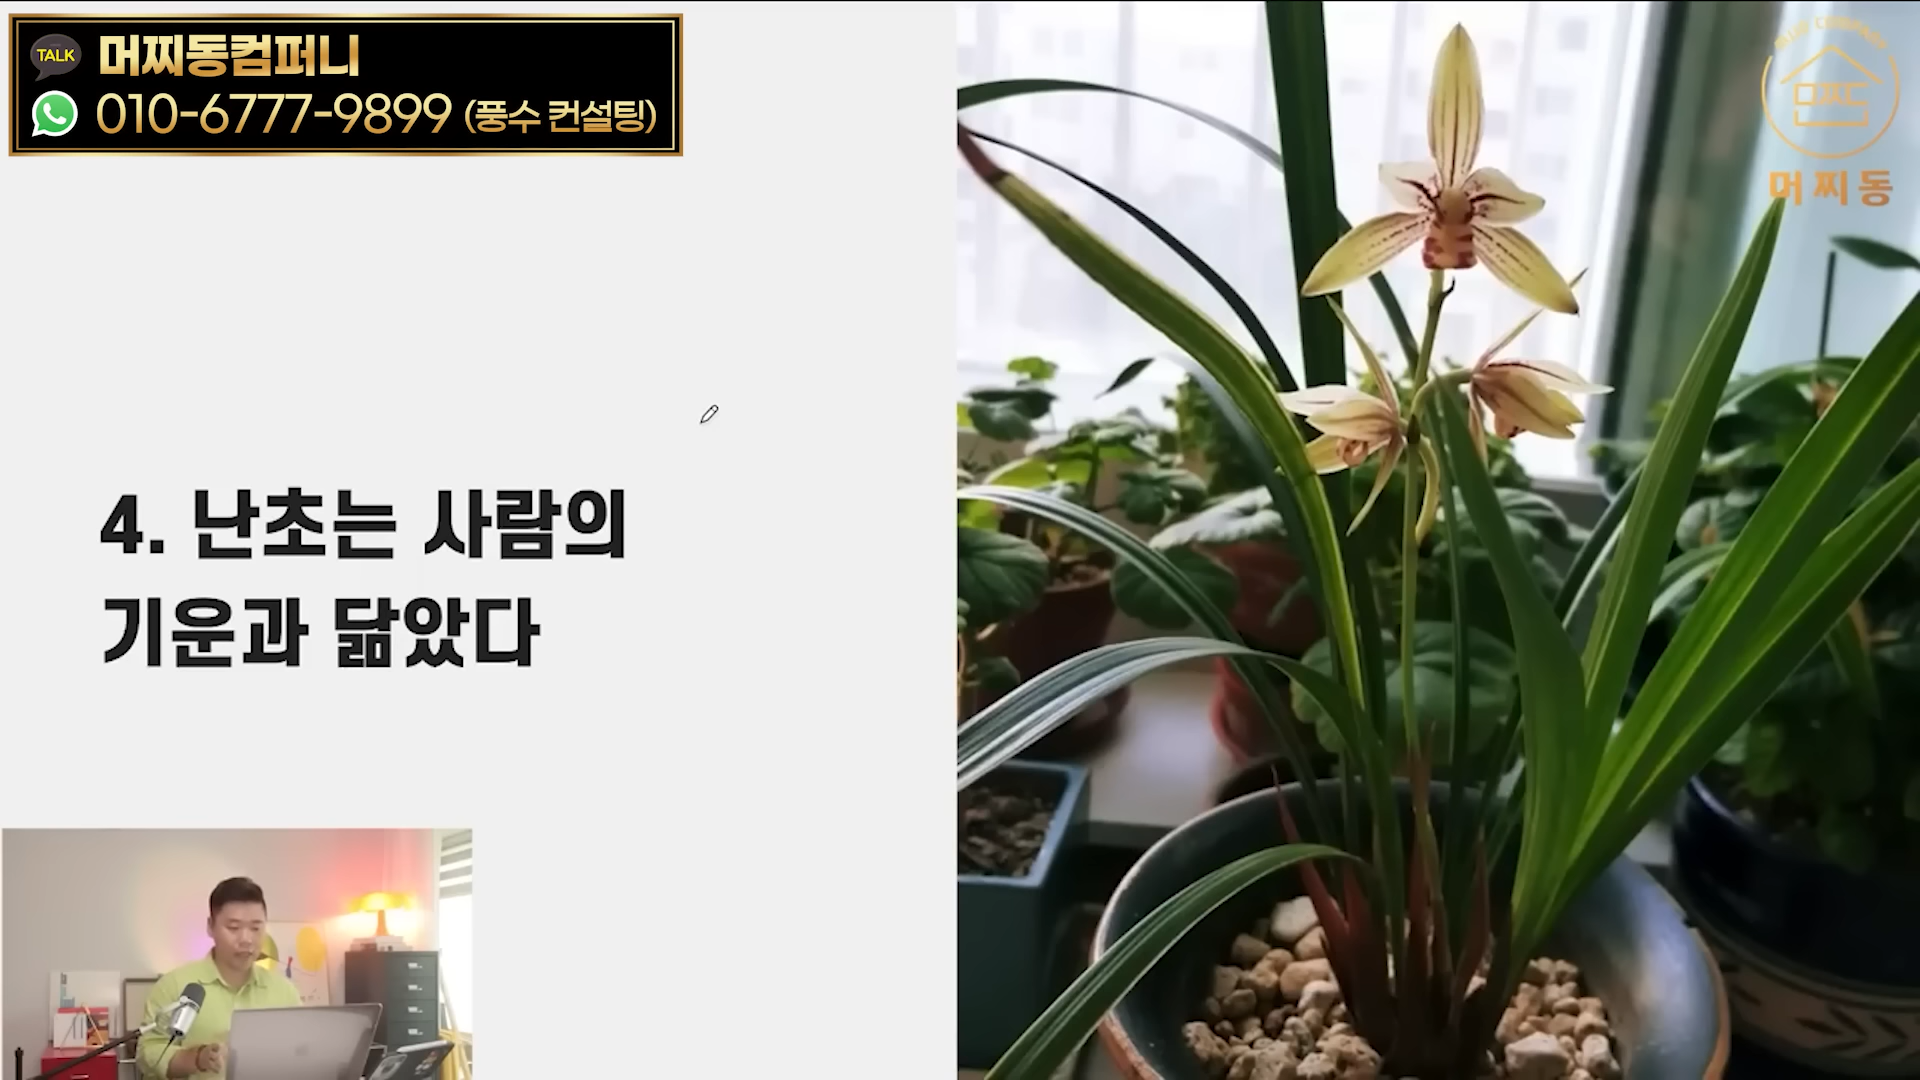 TALK 머찌동컴퍼니
010-6777-9899 (풍수 컨설팅)
머찌동
4. 난초는 사람의
기운과 닮았다